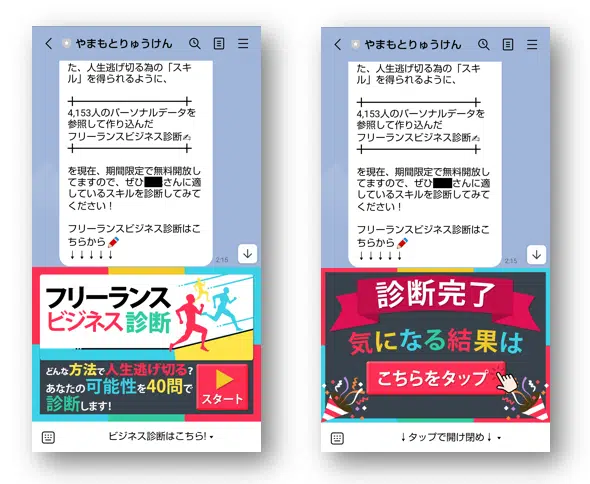 やまもとりゅうけん
た、人生逃げ切る為の「スキ
ル」を得られるように、
4,153人のパーソナルデータを
参照して作り込んだ
フリーランスビジネス診断✍
を現在、期間限定で無料開放し
てますので、ぜひ
さんに適
しているスキルを診断してみて
ください！
フリーランスビジネス診断はこ
ちらから🖍
↓↓↓↓↓
2:15
フリーランス
ビジネス診断
どんな方法で人生逃げ切る?
あなたの可能性を40問で
診断します!
スタート
ビジネス診断はこちら!
やまもとりゅうけん
た、人生逃げ切る為の「スキ
ル」を得られるように、
4,153人のパーソナルデータを
参照して作り込んだ
フリーランスビジネス診断✍
を現在、期間限定で無料開放し
てますので、ぜひ
さんに適
しているスキルを診断してみて
ください！
フリーランスビジネス診断はこ
ちらから🖍
↓↓↓↓↓
2:15
診断完了
気になる結果は
こちらをタップ
↓タップで開け閉め↓